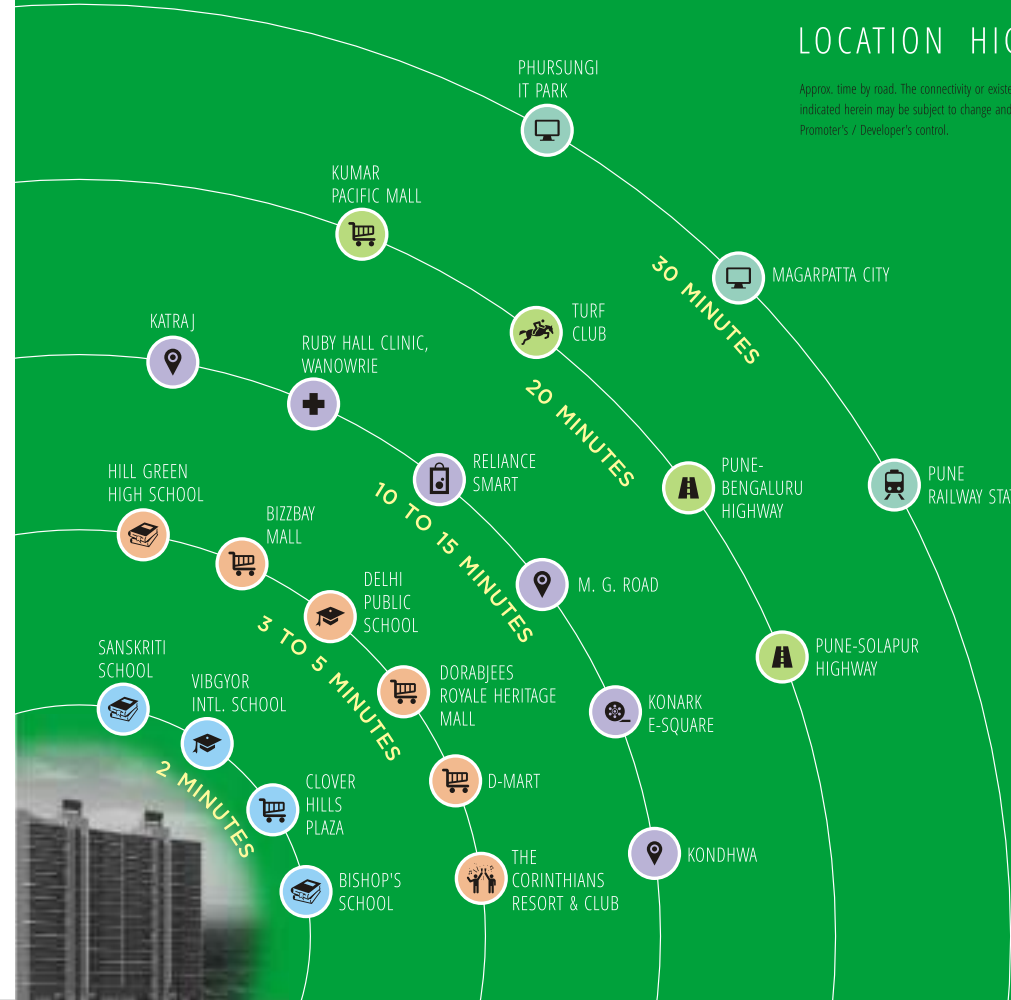 LOCATION
Approx. time by road. The connectivity or
indicated herein may be subject to change and
Promoter's / Developer's control.
PHURSUNGI
IT PARK
KUMAR
PACIFIC MALL
MAGARPATTA CITY
30 MINUTES
TURF
CLUB
KATRAJ
RUBY HALL CLINIC,
WANOWRIE
20 MINUTES
RELIANCE
SMART
PUNE-
BENGALURU
HIGHWAY
PUNE
RAILWAY
HILL GREEN
HIGH SCHOOL
10 TO 15 MINUTES
BIZZBAY
MALL
M. G. ROAD
DELHI
PUBLIC
SCHOOL
3 TO 5 MINUTES
PUNE-SOLAPUR
HIGHWAY
SANSKRITI
SCHOOL
VIBGYOR
INTL. SCHOOL
DORABJEES
ROYALE HERITAGE
MALL
KONARK
E-SQUARE
2 MINUTES
CLOVER
HILLS
PLAZA
D-MART
KONDHWA
BISHOP'S
SCHOOL
THE
CORINTHIANS
RESORT & CLUB